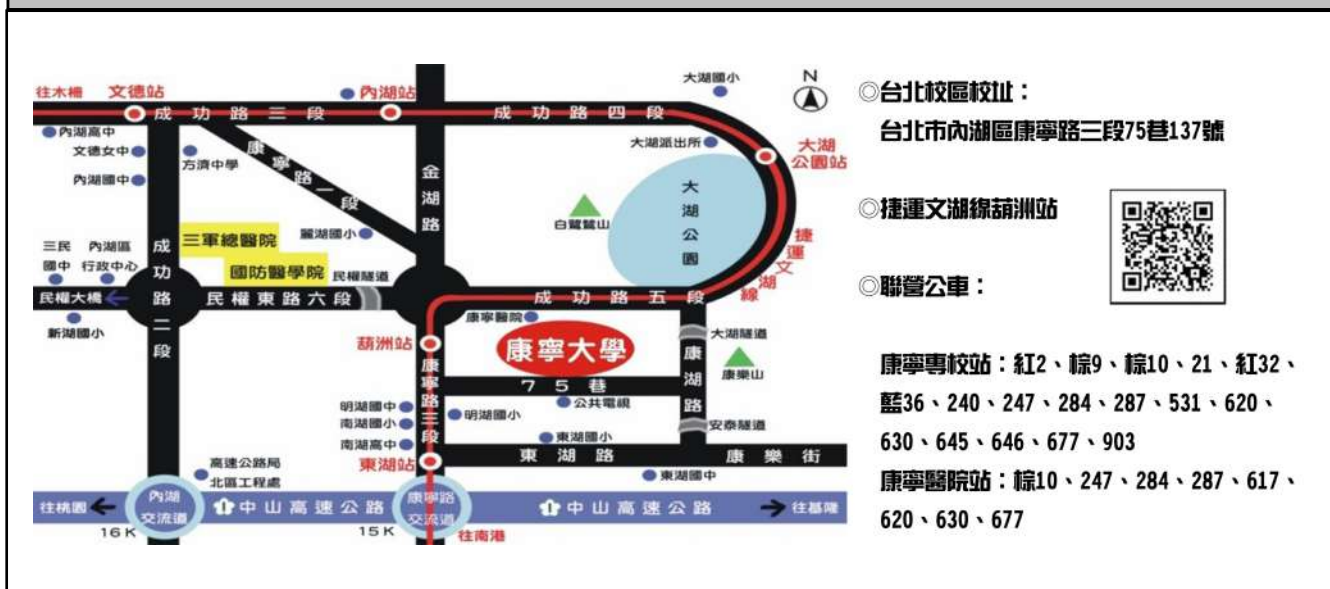 往木柵
文德站
內湖站
大湖國小
N
成功路三段
成功路四段
內湖高中
文德女中
內湖國中
方濟中學
康寧路一段
金湖路
大湖派出所
大湖公園站
大湖公園
白鷺鷥山
捷運文湖線
三軍總醫院
國防醫學院
麗湖國小
民權隧道
三民國中
內湖區行政中心
成功路二段
民權大橋
民權東路六段
成功路五段
新湖國小
康寧醫院
葫洲站
康寧大學
大湖隧道
康樂山
康湖路
75巷
康寧路三段
公共電視
明湖國中
明湖國小
南湖國小
南湖高中
安泰隧道
東湖國小
東湖站
東湖路
康樂街
東湖國中
高速公路局
北區工程處
往桃園
內湖交流道
1
中山高速公路
康寧路交流道
1
中山高速公路
往基隆
16K
15K
往南港
◎台北校區校址：
台北市內湖區康寧路三段75巷137號
◎捷運文湖線葫洲站
◎聯營公車：
康寧專校站：紅2、棕9、棕10、21、紅32、
藍36、240、247、284、287、531、620、
630、645、646、677、903
康寧醫院站：棕10、247、284、287、617、
620、630、677